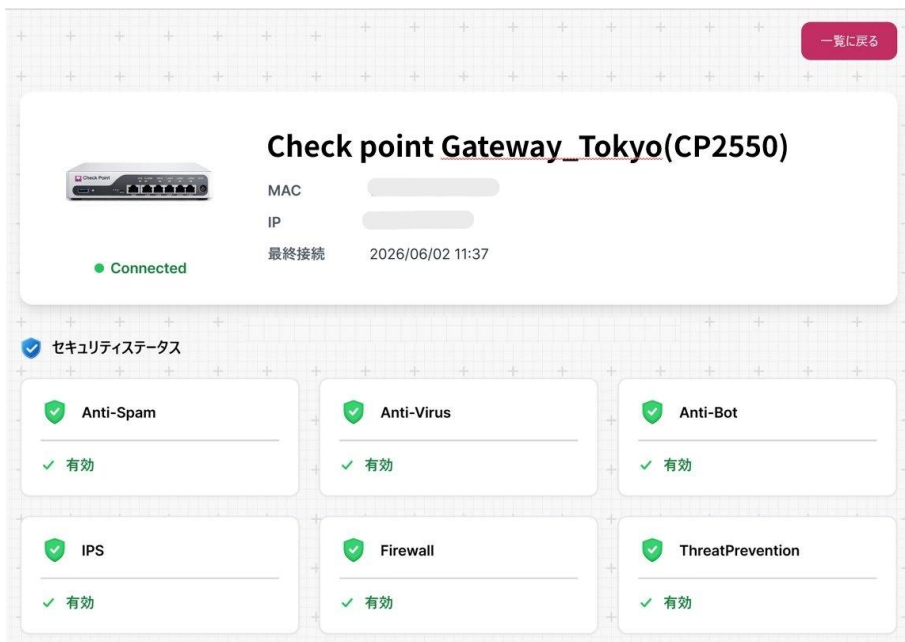 一覧に戻る
Check point Gateway_Tokyo(CP2550)
Check Point
MAC
IP
最終接続 2026/06/02 11:37
Connected
セキュリティステータス
Anti-Spam
有効
Anti-Virus
有効
Anti-Bot
有効
IPS
有効
Firewall
有効
ThreatPrevention
有効